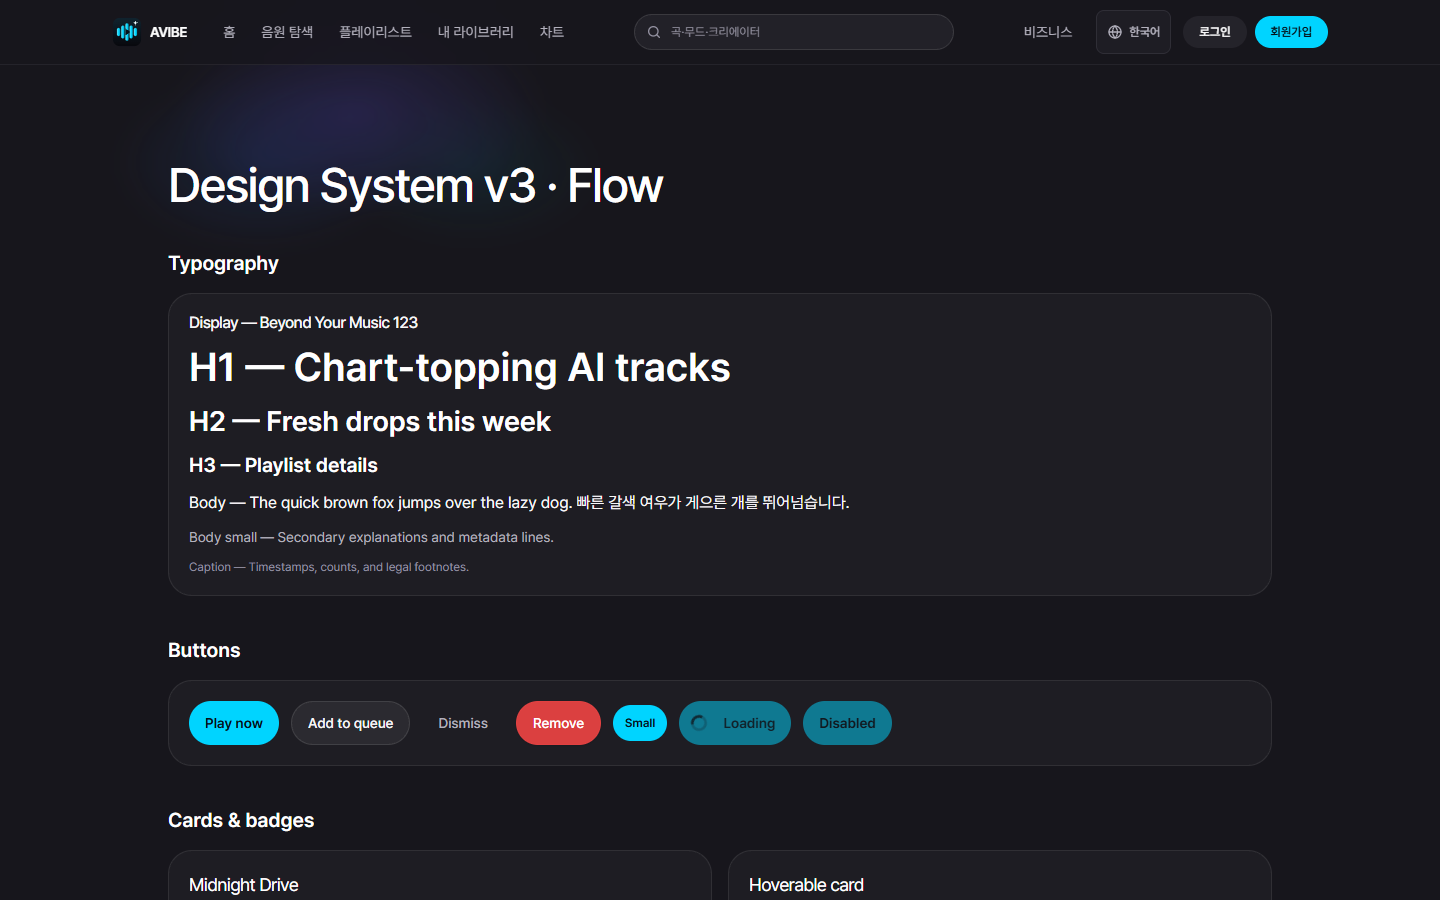 AVIBE 홈 음원 탐색 플레이리스트 내 라이브러리 차트 곡·무드·크리에이터 비즈니스 한국어 로그인 회원가입
Design System v3 · Flow
Typography
Display — Beyond Your Music 123
H1 — Chart-topping AI tracks
H2 — Fresh drops this week
H3 — Playlist details
Body — The quick brown fox jumps over the lazy dog. 빠른 갈색 여우가 게으른 개를 뛰어넘습니다.
Body small — Secondary explanations and metadata lines.
Caption — Timestamps, counts, and legal footnotes.
Buttons
Play now Add to queue Dismiss Remove Small Loading Disabled
Cards & badges
Midnight Drive Hoverable card